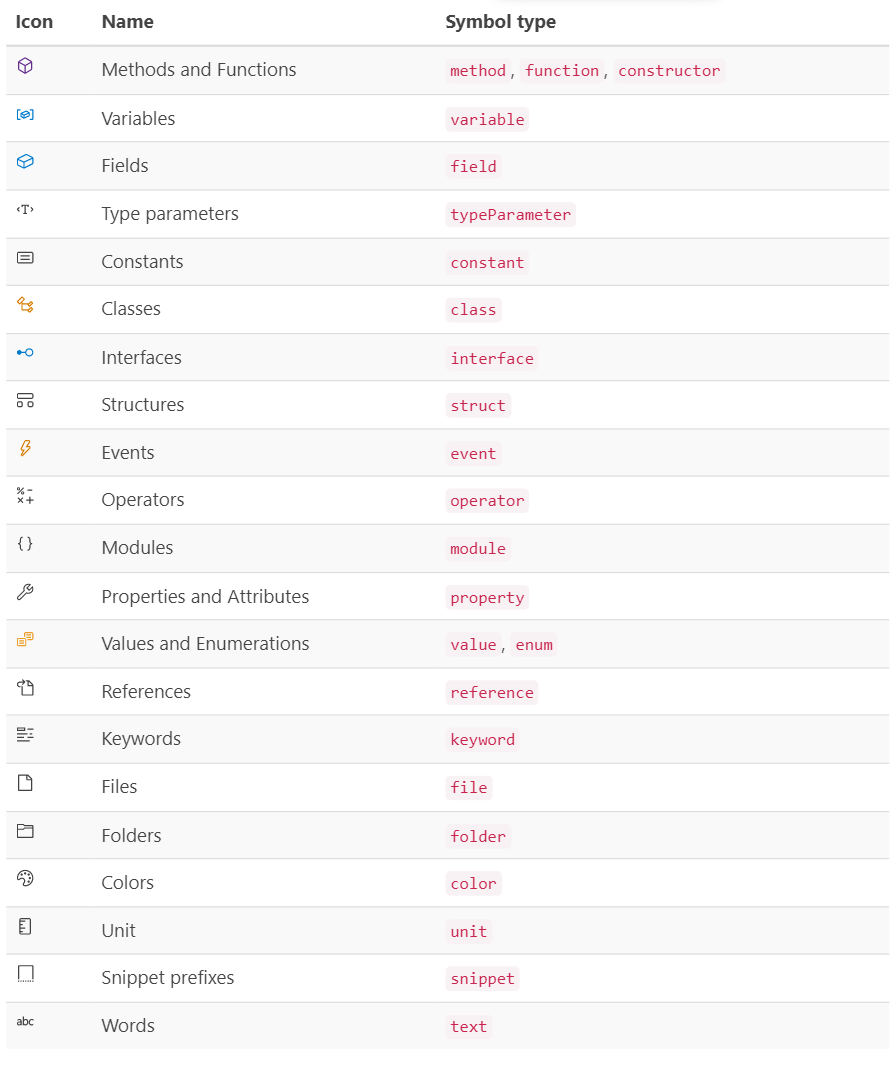 Icon Name Symbol type
Methods and Functions method, function, constructor
Variables variable
Fields field
‹T› Type parameters typeParameter
Constants constant
Classes class
Interfaces interface
Structures struct
Events event
Operators operator
{} Modules module
Properties and Attributes property
Values and Enumerations value, enum
References reference
Keywords keyword
Files file
Folders folder
Colors color
Unit unit
Snippet prefixes snippet
abc Words text